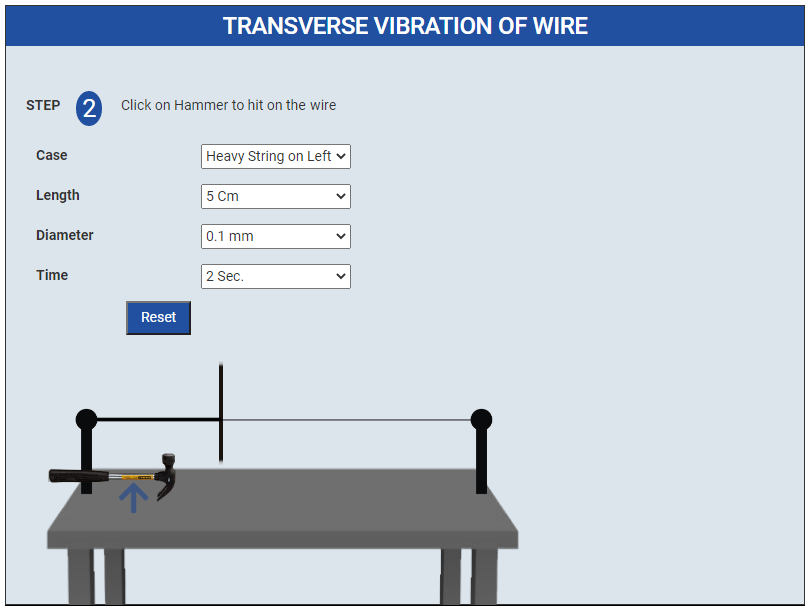 TRANSVERSE VIBRATION OF WIRE
STEP 2 Click on Hammer to hit on the wire
Case Heavy String on Left
Length 5 Cm
Diameter 0.1 mm
Time 2 Sec.
Reset